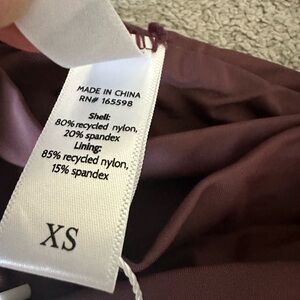 MADE IN CHINA
RN# 165598
Shell:
80% recycled nylon,
20% spandex
Lining:
85% recycled nylon,
15% spandex
XS